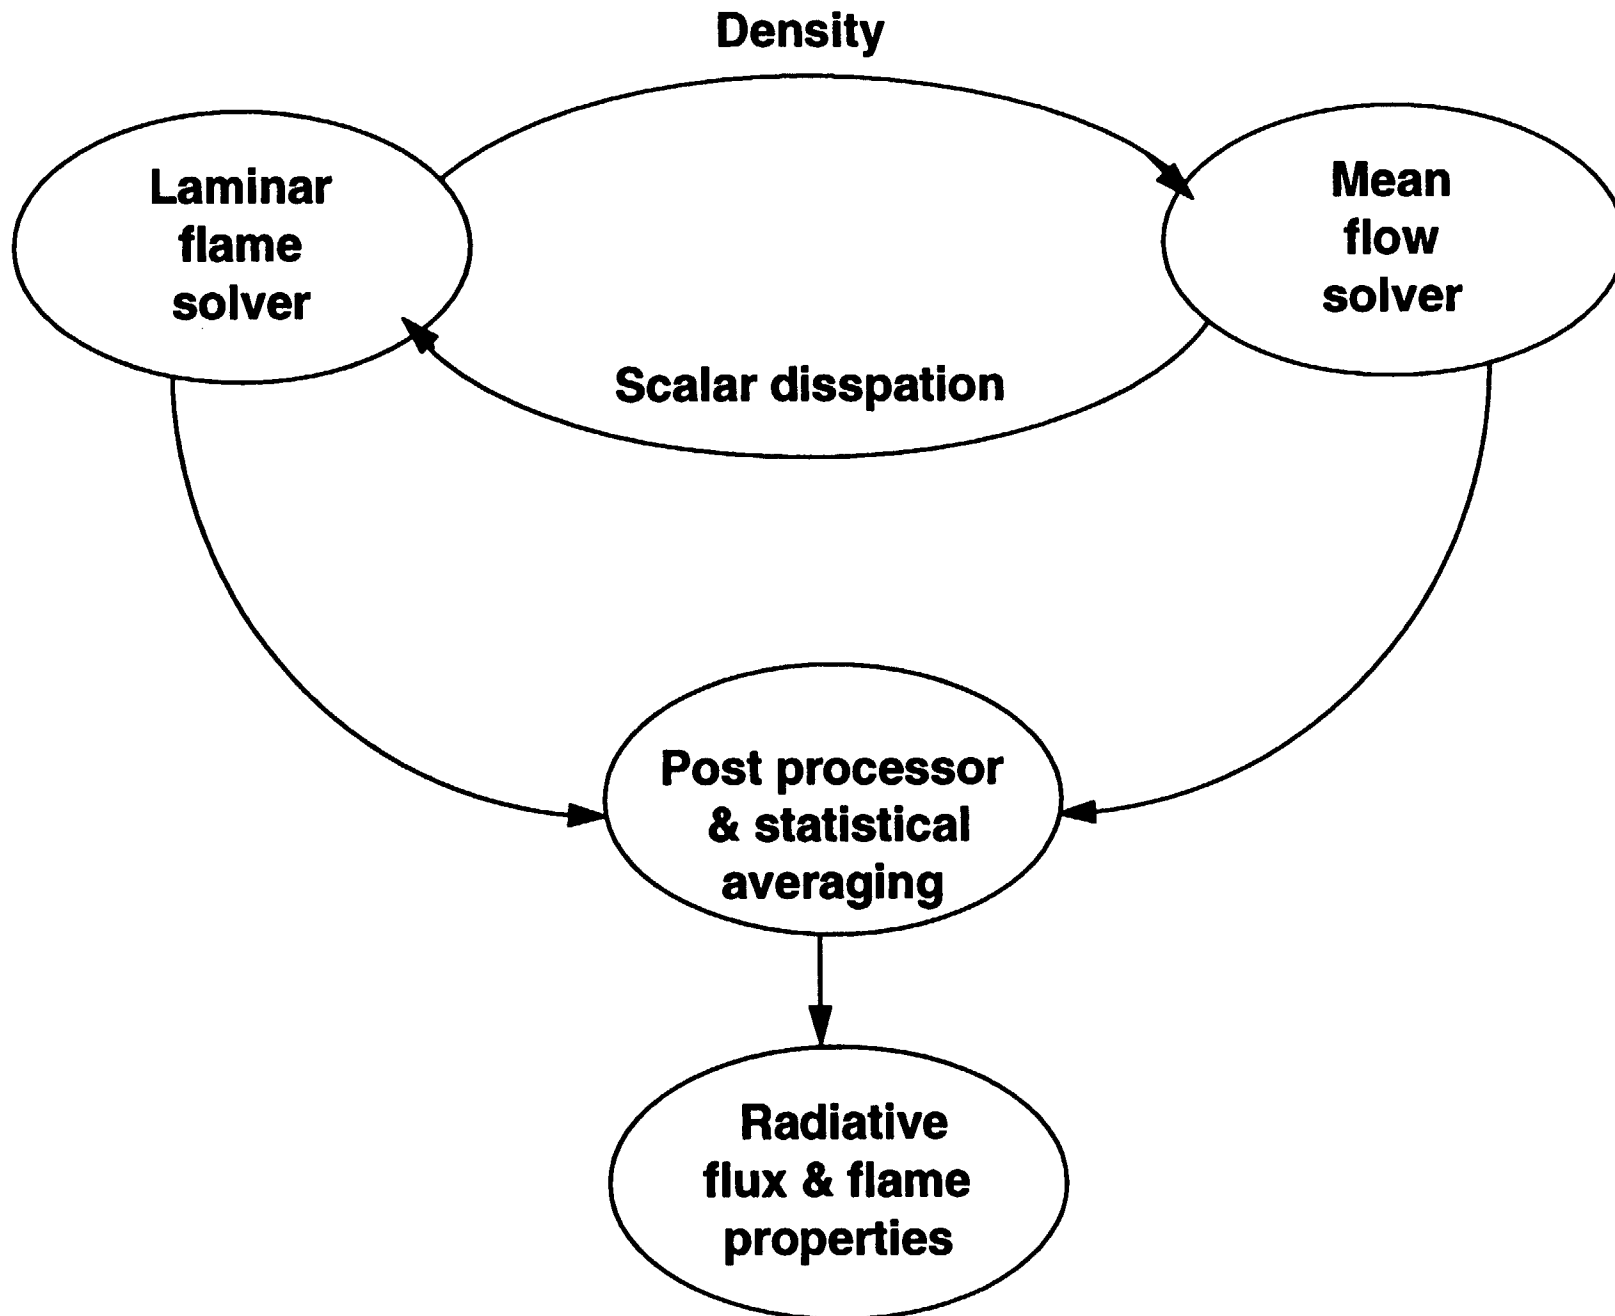 Density
Laminar
flame
solver
Mean
flow
solver
Scalar disspation
Post processor
& statistical
averaging
Radiative
flux & flame
properties